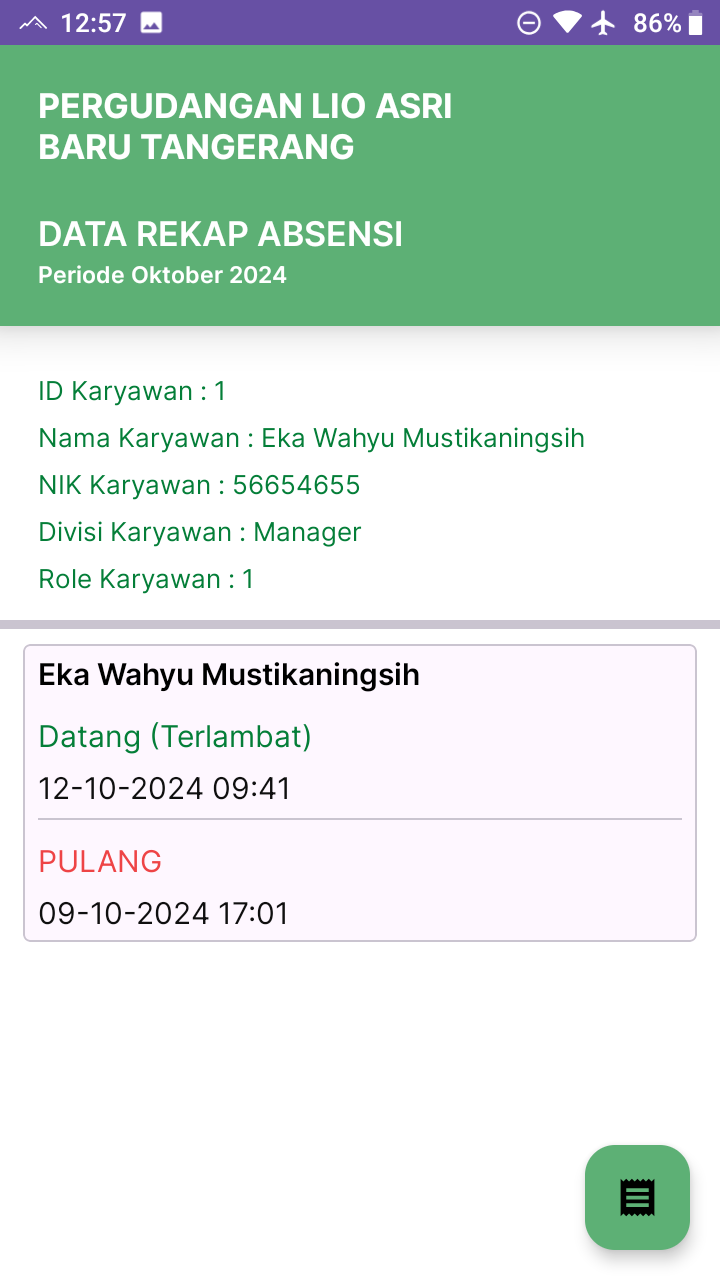 12:57 86%
PERGUDANGAN LIO ASRI
BARU TANGERANG
DATA REKAP ABSENSI
Periode Oktober 2024
ID Karyawan : 1
Nama Karyawan : Eka Wahyu Mustikaningsih
NIK Karyawan : 56654655
Divisi Karyawan : Manager
Role Karyawan : 1
Eka Wahyu Mustikaningsih
Datang (Terlambat)
12-10-2024 09:41
PULANG
09-10-2024 17:01